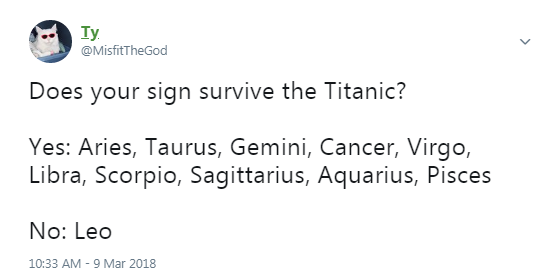 Ty
@MisfitTheGod
Does your sign survive the Titanic?
Yes: Aries, Taurus, Gemini, Cancer, Virgo,
Libra, Scorpio, Sagittarius, Aquarius, Pisces
No: Leo
10:33 AM - 9 Mar 2018